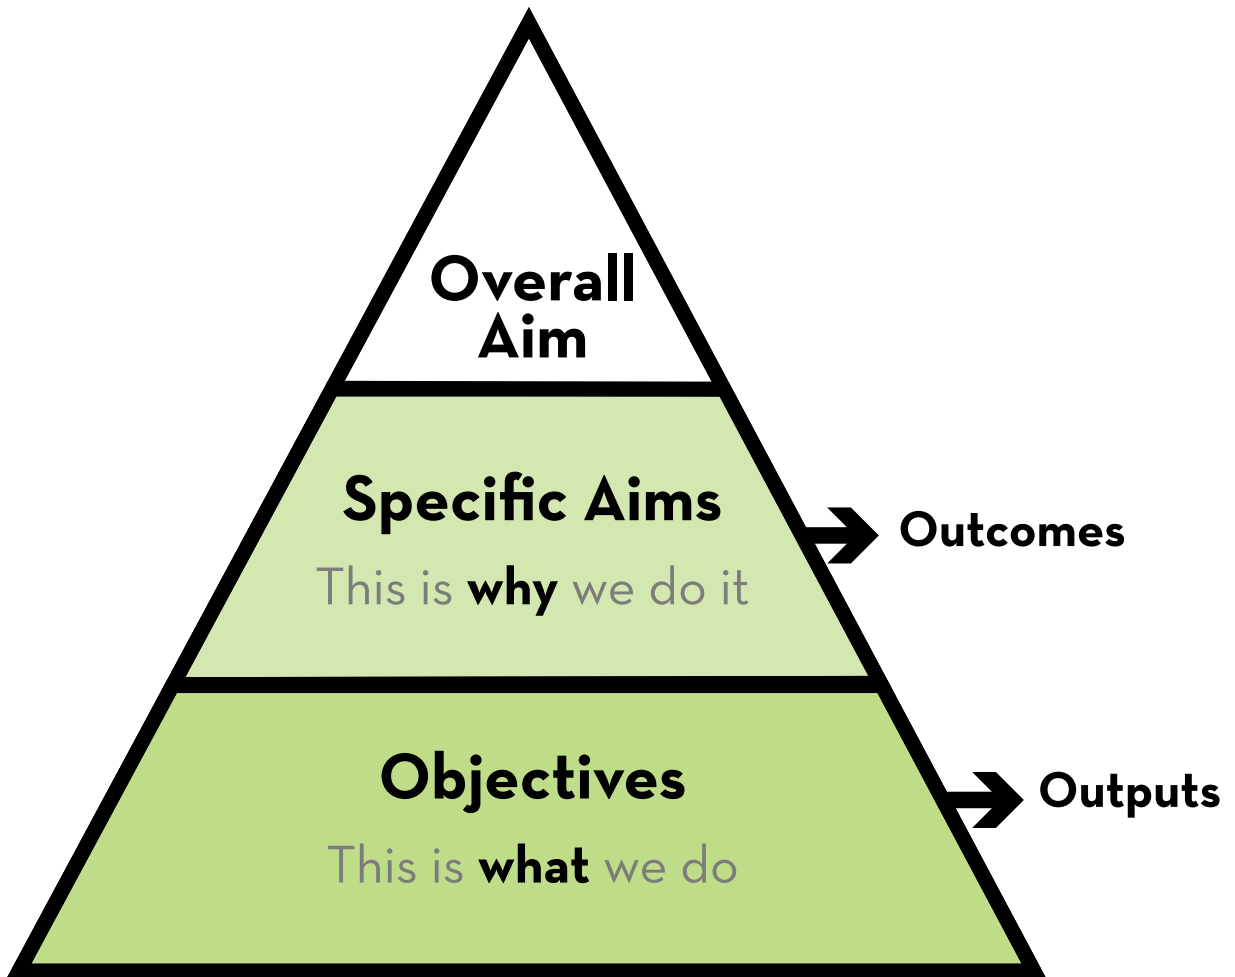 Overall
Aim
Specific Aims
This is why we do it
Outcomes
Objectives
This is what we do
Outputs